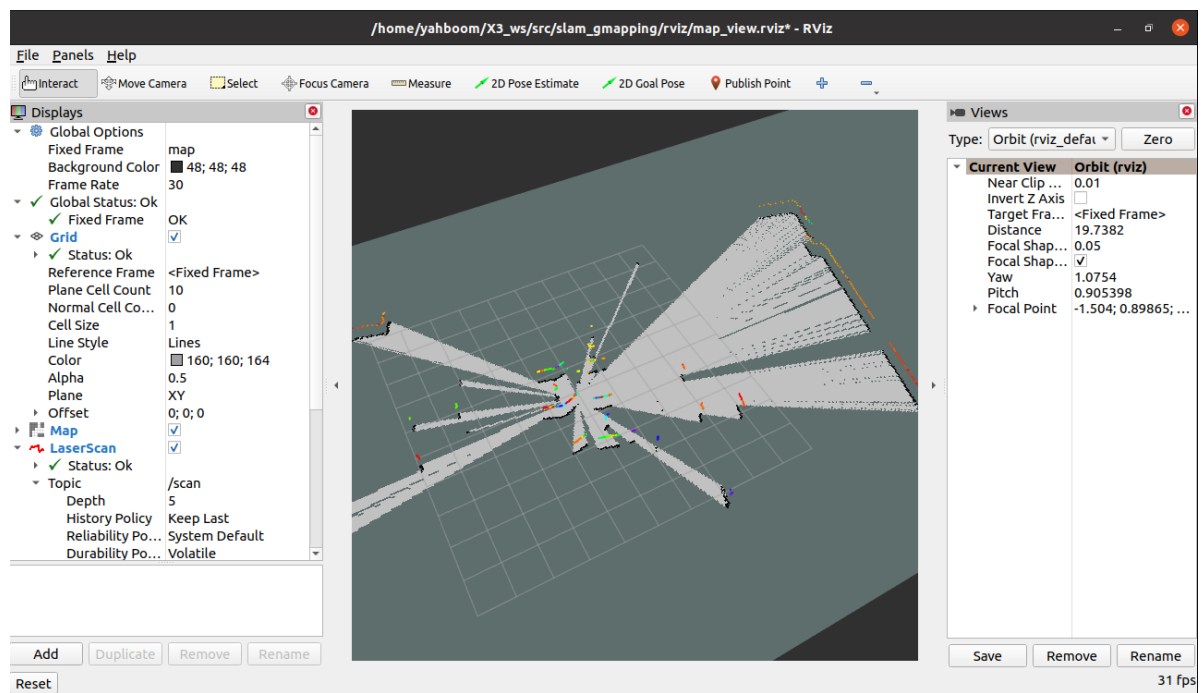 /home/yahboom/X3_ws/src/slam_gmapping/rviz/map_view.rviz* - RViz
File Panels Help
Interact Move Camera Select Focus Camera Measure 2D Pose Estimate 2D Goal Pose Publish Point
Displays
Global Options
Fixed Frame map
Background Color 48; 48; 48
Frame Rate 30
Global Status: Ok
Fixed Frame OK
Grid
Status: Ok
Reference Frame <Fixed Frame>
Plane Cell Count 10
Normal Cell Co... 0
Cell Size 1
Line Style Lines
Color 160; 160; 164
Alpha 0.5
Plane XY
Offset 0; 0; 0
Map
LaserScan
Status: Ok
Topic /scan
Depth 5
History Policy Keep Last
Reliability Po... System Default
Durability Po... Volatile
Add Duplicate Remove Rename
Reset
Views
Type: Orbit (rviz_defau Zero
Current View Orbit (rviz)
Near Clip ... 0.01
Invert Z Axis
Target Fra... <Fixed Frame>
Distance 19.7382
Focal Shap... 0.05
Focal Shap...
Yaw 1.0754
Pitch 0.905398
Focal Point -1.504; 0.89865; ...
Save Remove Rename
31 fps